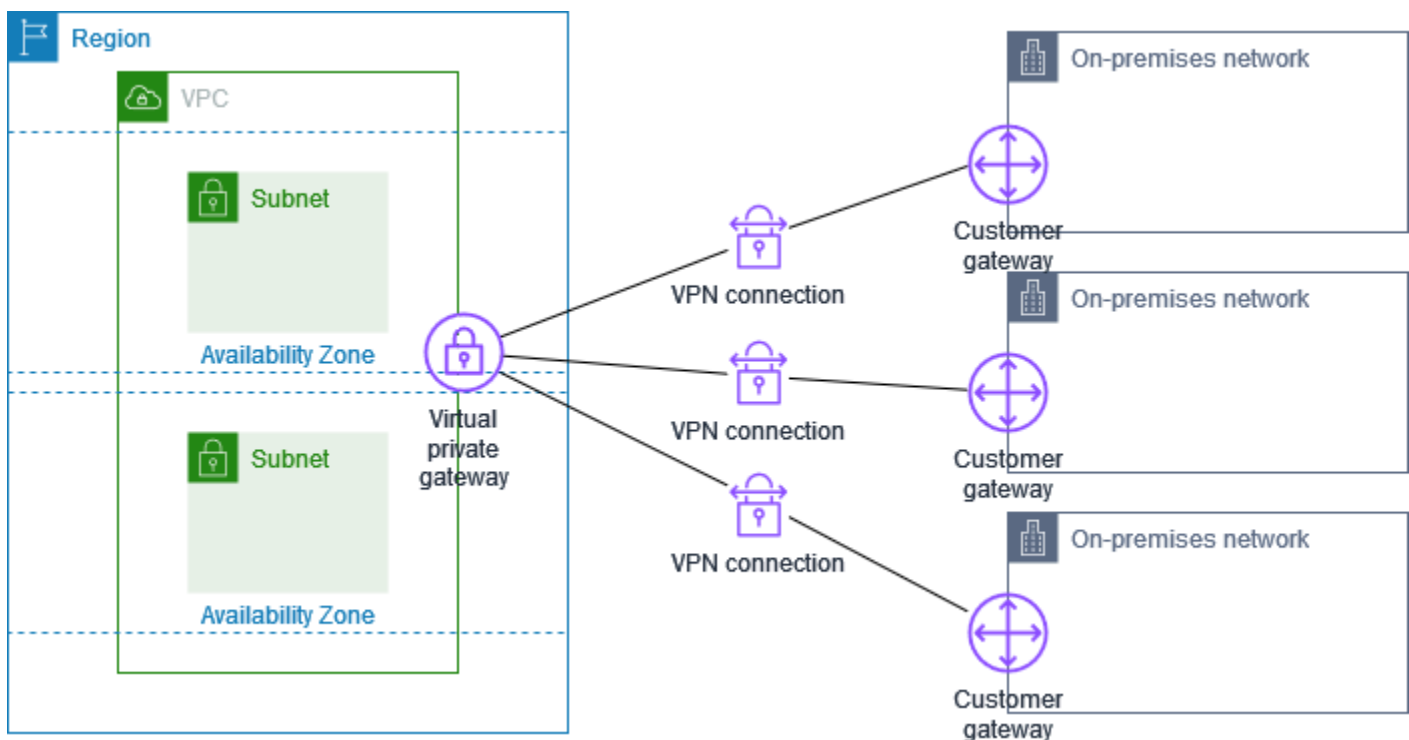 Region
VPC
Subnet
Availability Zone
Subnet
Availability Zone
Virtual
private
gateway
VPN connection
VPN connection
VPN connection
On-premises network
Customer
gateway
On-premises network
Customer
gateway
On-premises network
Customer
gateway